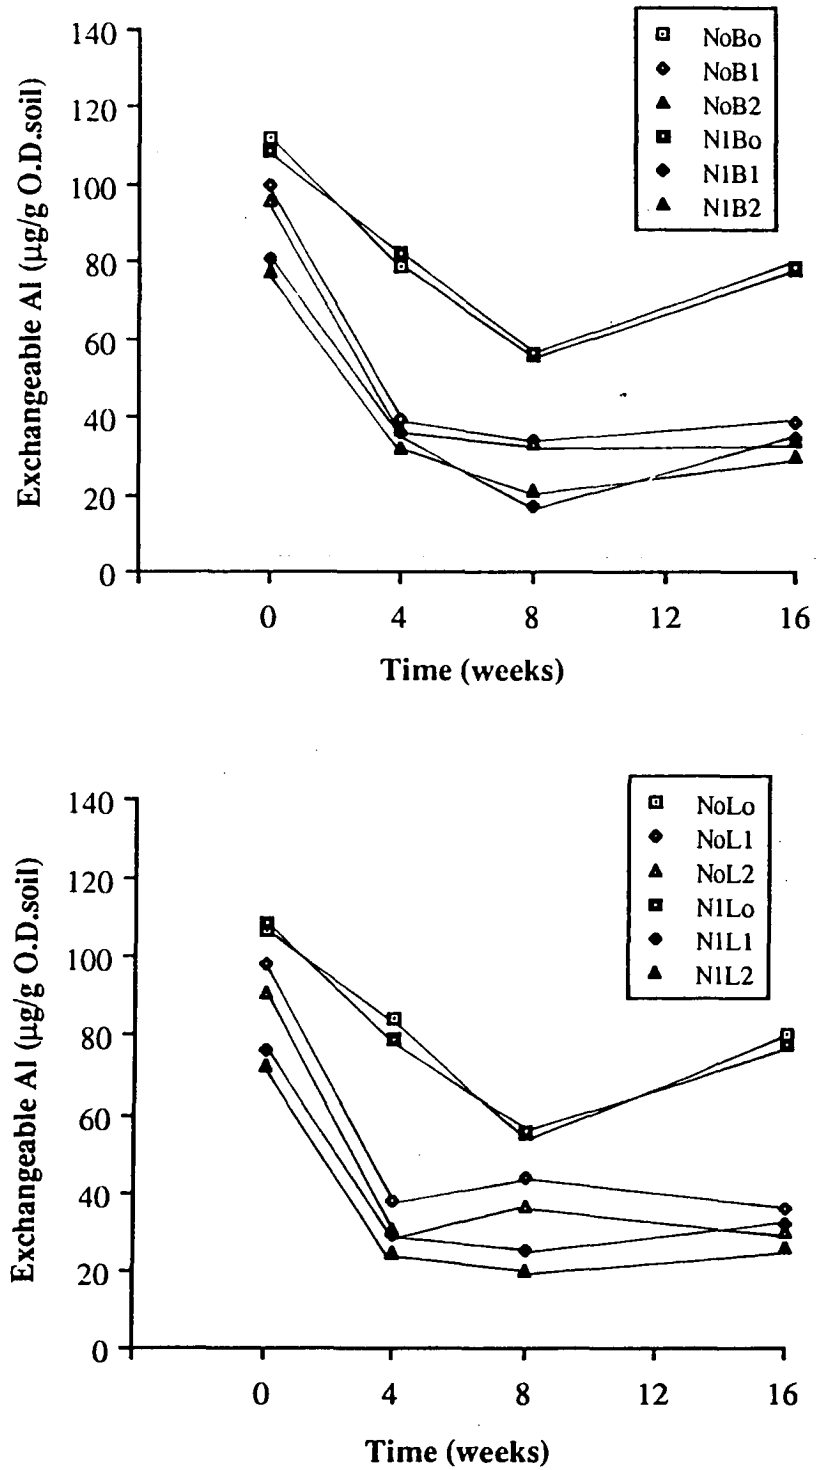 140
120
100
80
60
40
20
0
Exchangeable Al (µg/g O.D.soil)
NoBo
NoB1
NoB2
N1Bo
N1B1
N1B2
0 4 8 12 16
Time (weeks)
140
120
100
80
60
40
20
0
Exchangeable Al (µg/g O.D.soil)
NoLo
NoL1
NoL2
N1Lo
N1L1
N1L2
0 4 8 12 16
Time (weeks)